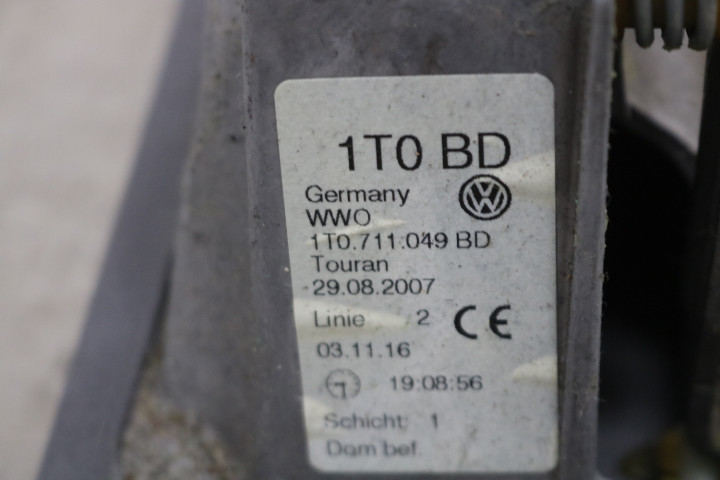 1T0 BD
Germany
WWO
1T0.711.049 BD
Touran
29.08.2007
Linie 2 CE
03.11.16
19:08:56
Schicht: 1
Dom bef.